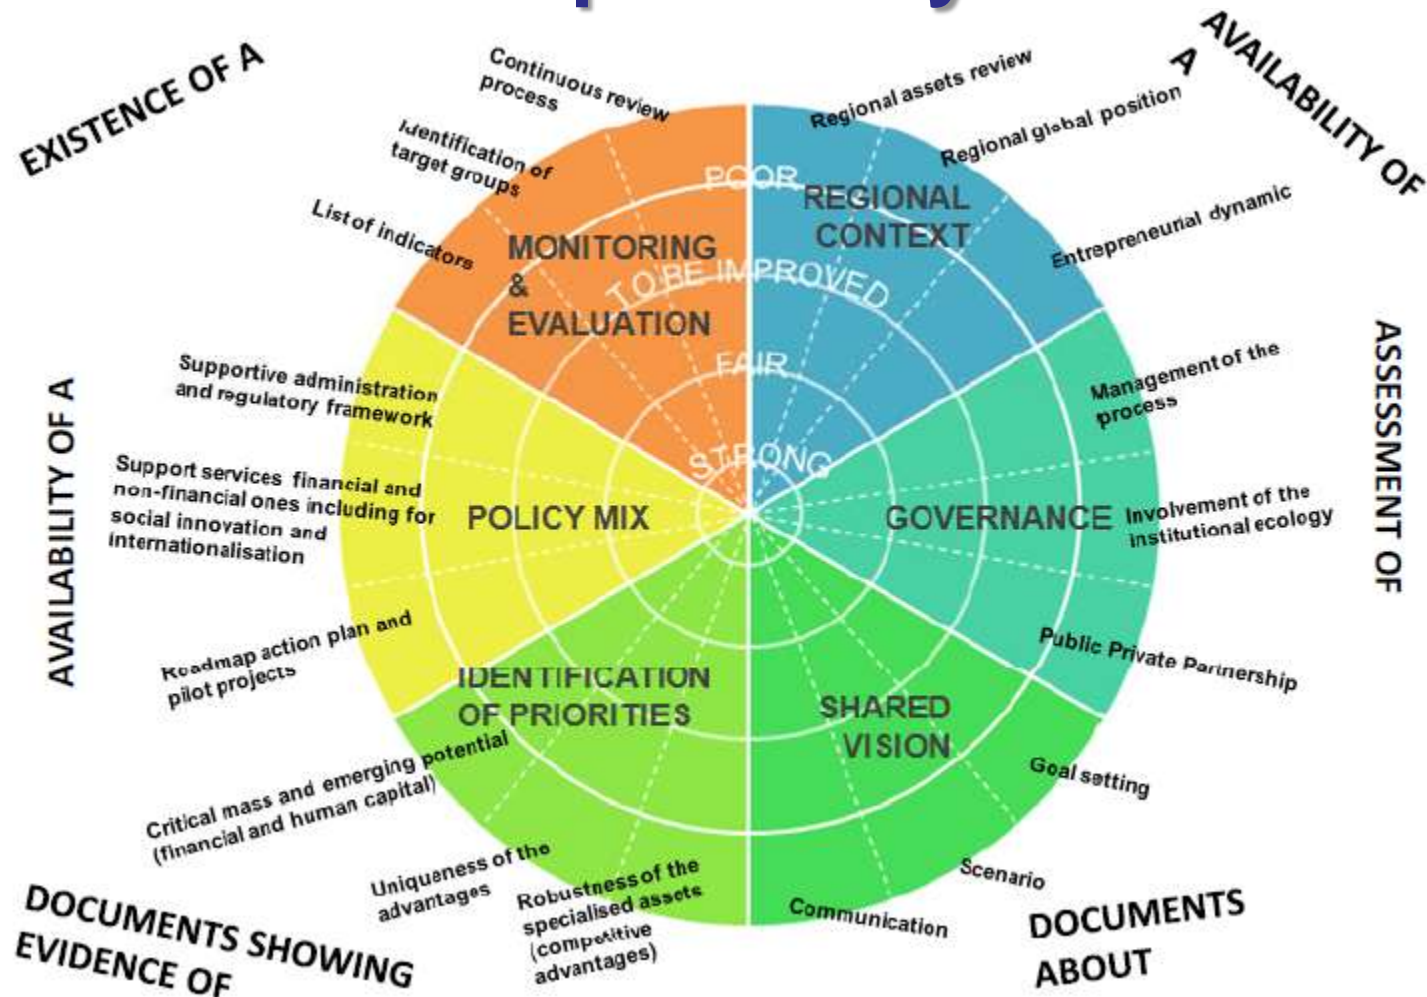 EXISTENCE OF A
Continuous review
process
Identification of
target groups
List of indicators
MONITORING
&
EVALUATION
AVAILABILITY OF
A
Regional assets review
Regional global position
Entrepreneurial dynamic
REGIONAL
CONTEXT
POOR
TO BE IMPROVED
FAIR
STRONG
ASSESSMENT OF
Management of the
process
Involvement of the
institutional ecology
Public Private Partnership
GOVERNANCE
AVAILABILITY OF A
Supportive administration
and regulatory framework
Support services financial and
non-financial ones including for
social innovation and
internationalisation
Roadmap action plan and
pilot projects
POLICY MIX
IDENTIFICATION
OF PRIORITIES
Critical mass and emerging potential
(financial and human capital)
Uniqueness of the
advantages
Robustness of the
specialised assets
(competitive
advantages)
DOCUMENTS SHOWING
EVIDENCE OF
SHARED
VISION
Goal setting
Scenario
Communication
DOCUMENTS
ABOUT